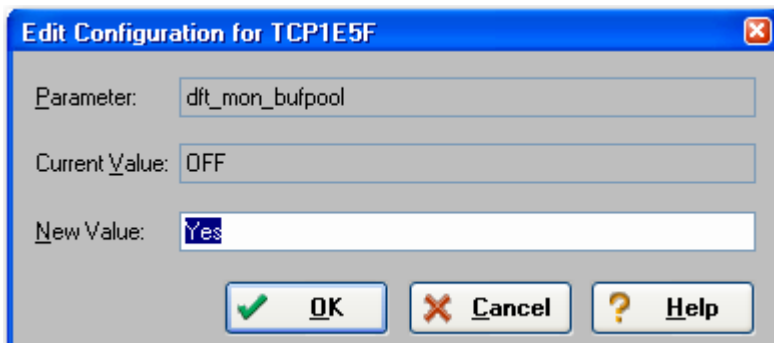 Edit Configuration for TCP1E5F
Parameter: dft_mon_bufpool
Current Value: OFF
New Value: Yes
OK Cancel ? Help